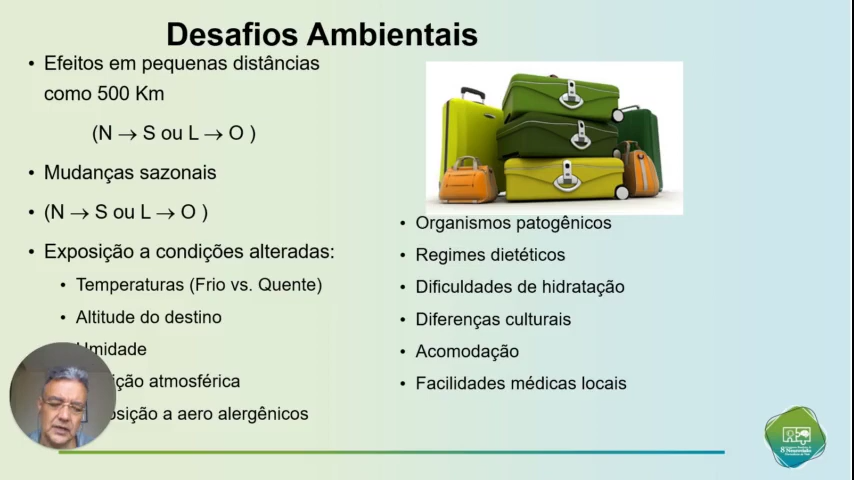 Desafios Ambientais
• Efeitos em pequenas distâncias
como 500 Km
(N → S ou L → O )
• Mudanças sazonais
• (N → S ou L → O )
• Exposição a condições alteradas:
• Temperaturas (Frio vs. Quente)
• Altitude do destino
Umidade
ição atmosférica
osição a aero alergênicos
• Organismos patogênicos
• Regimes dietéticos
• Dificuldades de hidratação
• Diferenças culturais
• Acomodação
• Facilidades médicas locais